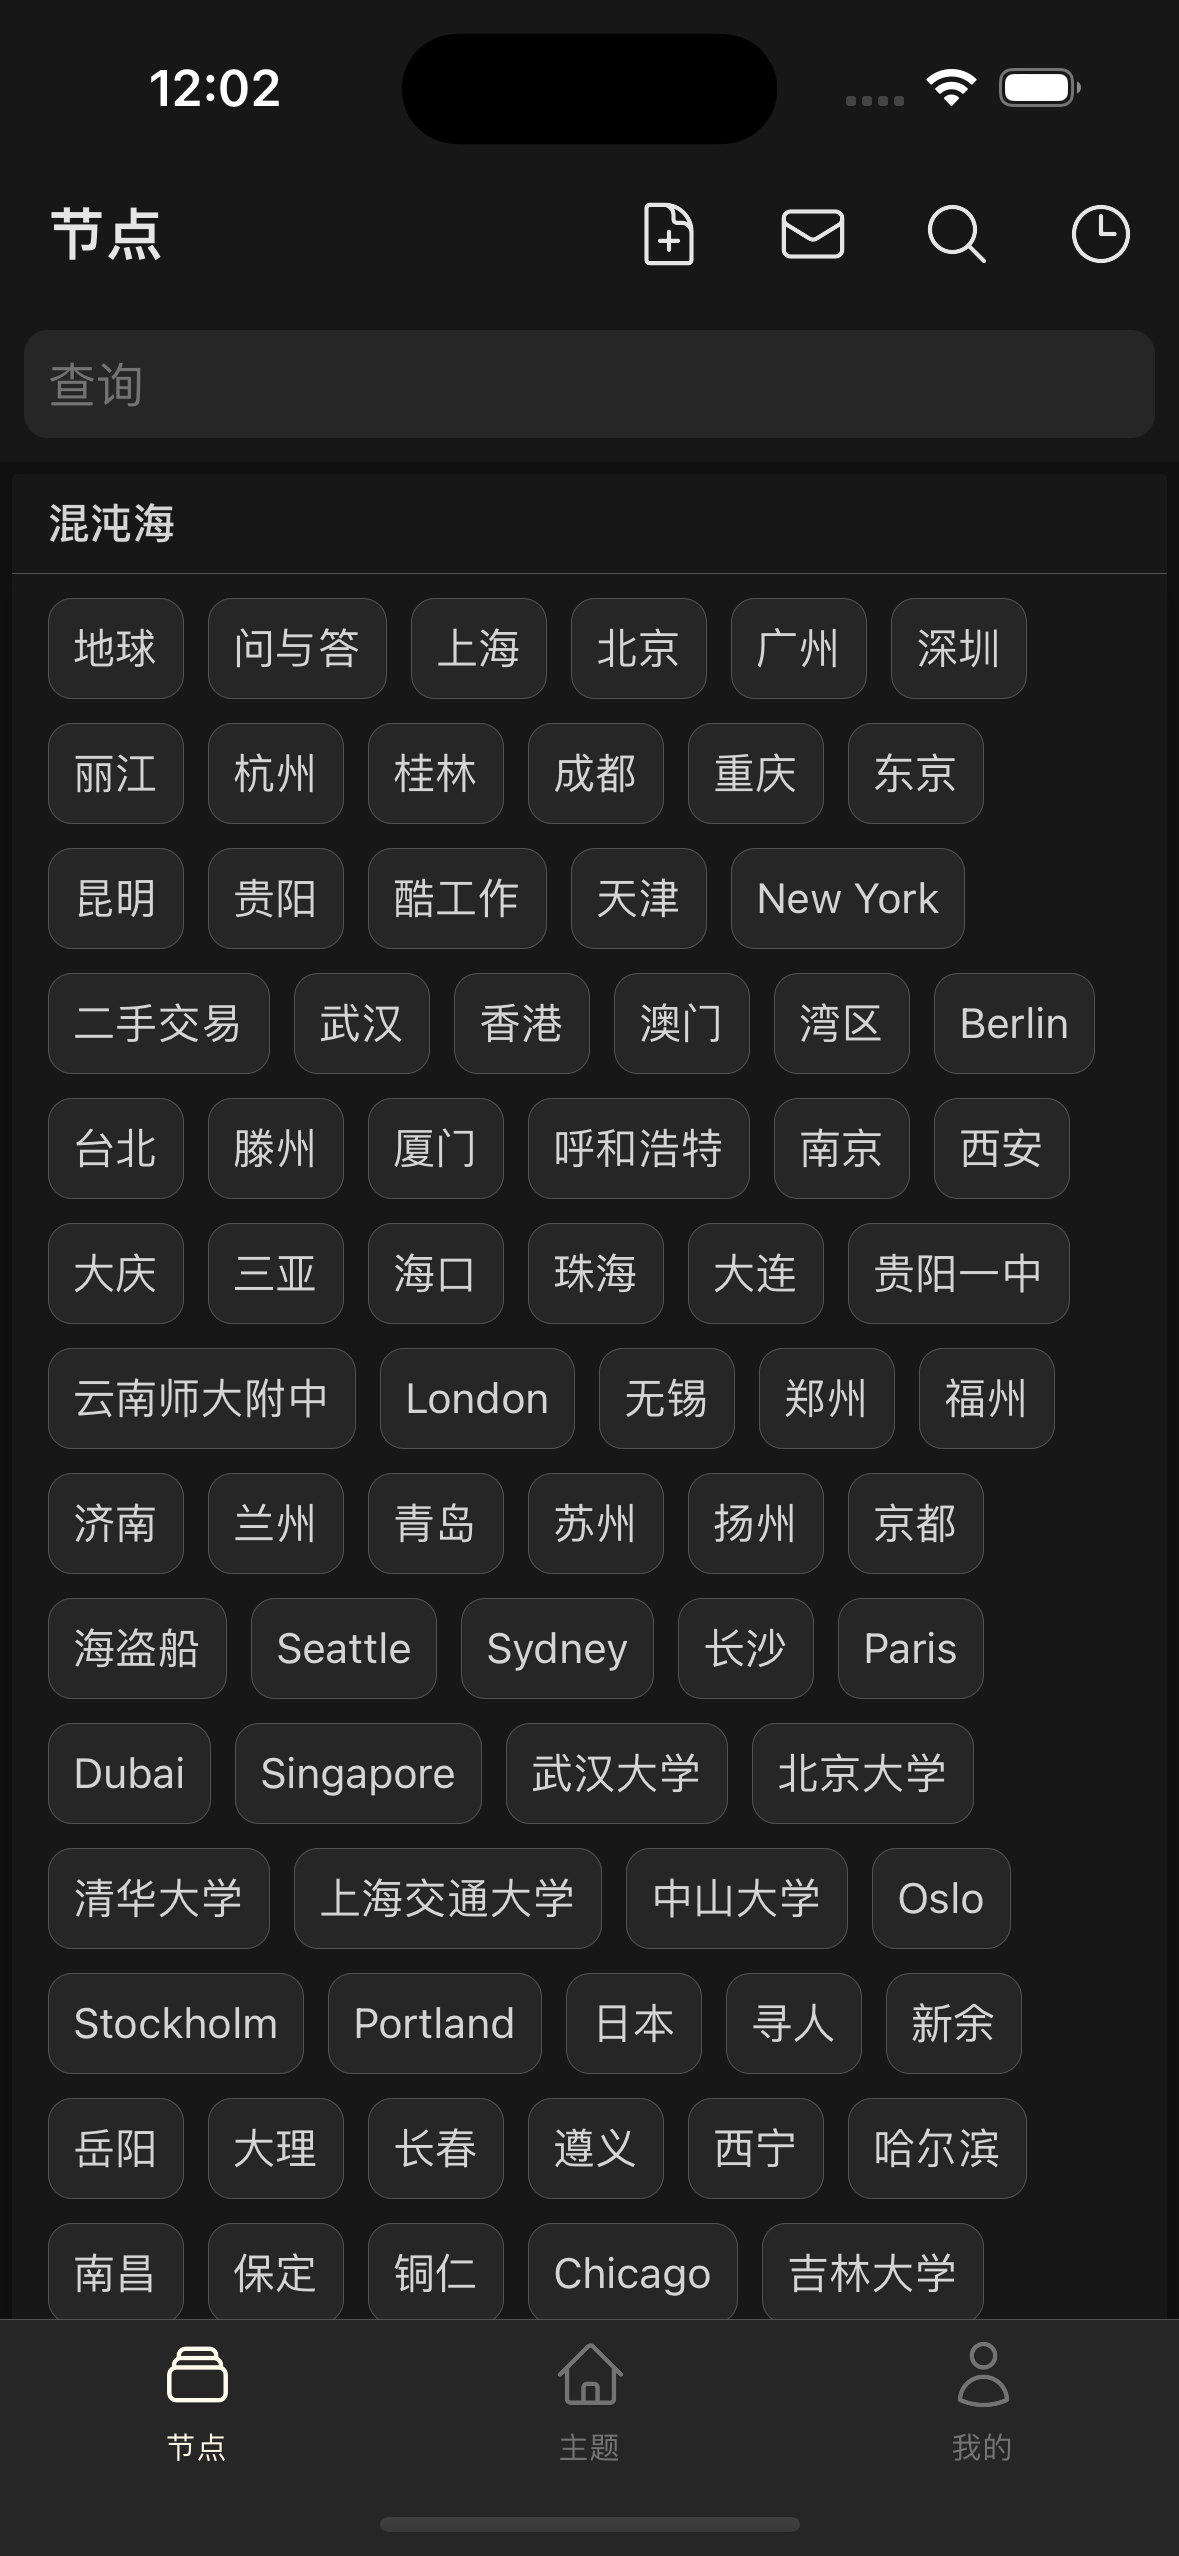 12:02
节点
查询
混沌海
地球 问与答 上海 北京 广州 深圳
丽江 杭州 桂林 成都 重庆 东京
昆明 贵阳 酷工作 天津 New York
二手交易 武汉 香港 澳门 湾区 Berlin
台北 滕州 厦门 呼和浩特 南京 西安
大庆 三亚 海口 珠海 大连 贵阳一中
云南师大附中 London 无锡 郑州 福州
济南 兰州 青岛 苏州 扬州 京都
海盗船 Seattle Sydney 长沙 Paris
Dubai Singapore 武汉大学 北京大学
清华大学 上海交通大学 中山大学 Oslo
Stockholm Portland 日本 寻人 新余
岳阳 大理 长春 遵义 西宁 哈尔滨
南昌 保定 铜仁 Chicago 吉林大学
节点 主题 我的